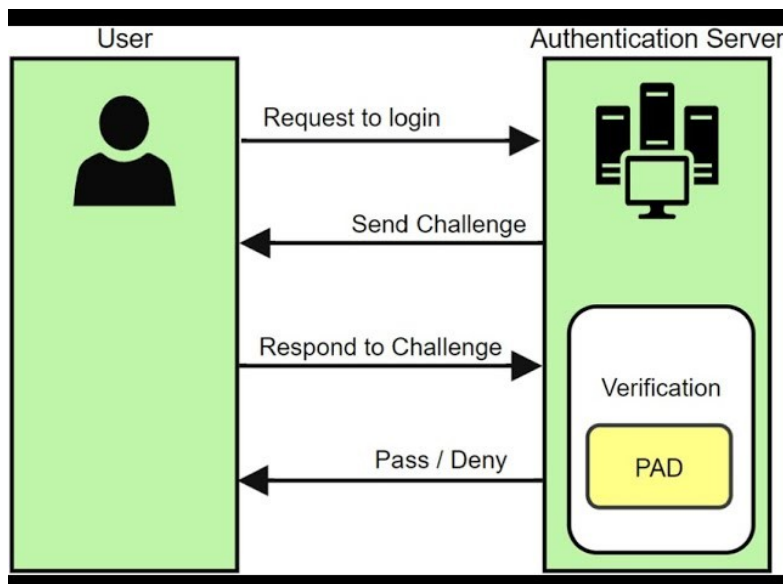 User
Authentication Server
Request to login
Send Challenge
Respond to Challenge
Verification
PAD
Pass / Deny